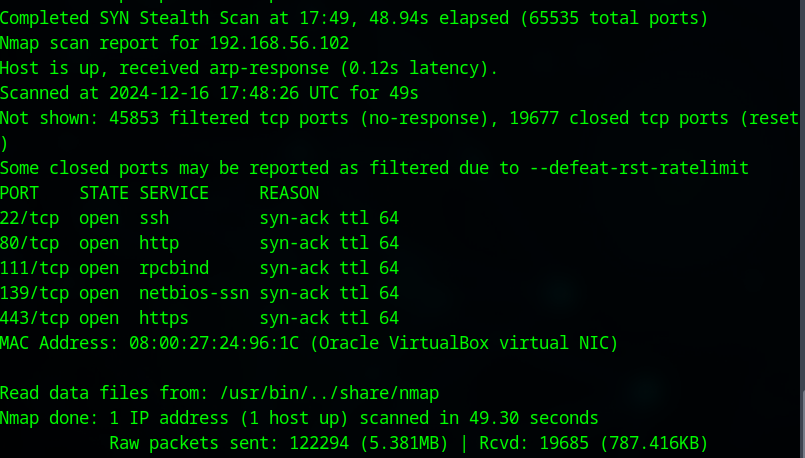 Completed SYN Stealth Scan at 17:49, 48.94s elapsed (65535 total ports)
Nmap scan report for 192.168.56.102
Host is up, received arp-response (0.12s latency).
Scanned at 2024-12-16 17:48:26 UTC for 49s
Not shown: 45853 filtered tcp ports (no-response), 19677 closed tcp ports (reset
)
Some closed ports may be reported as filtered due to --defeat-rst-ratelimit
PORT    STATE SERVICE     REASON
22/tcp  open  ssh         syn-ack ttl 64
80/tcp  open  http        syn-ack ttl 64
111/tcp open  rpcbind     syn-ack ttl 64
139/tcp open  netbios-ssn syn-ack ttl 64
443/tcp open  https       syn-ack ttl 64
MAC Address: 08:00:27:24:96:1C (Oracle VirtualBox virtual NIC)
Read data files from: /usr/bin/../share/nmap
Nmap done: 1 IP address (1 host up) scanned in 49.30 seconds
           Raw packets sent: 122294 (5.381MB) | Rcvd: 19685 (787.416KB)